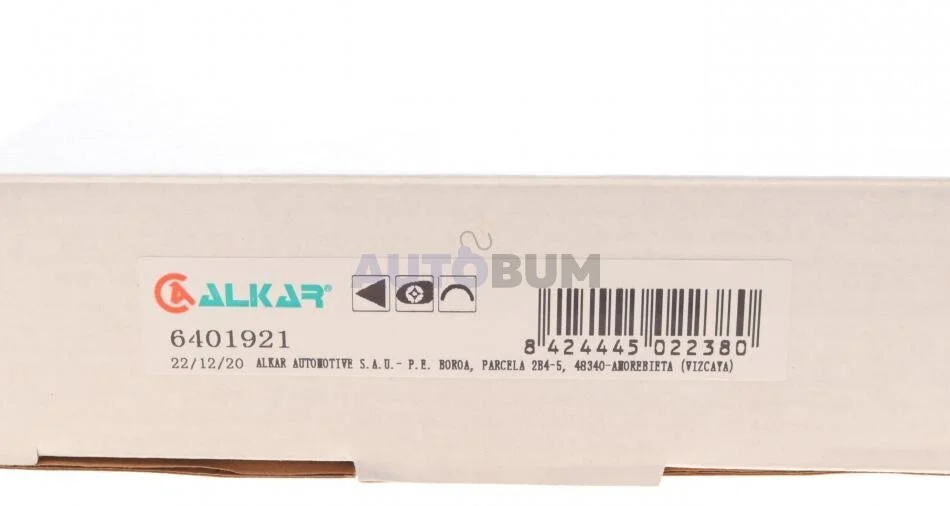 AUTOBUM
ALKAR®
6401921
8 424445 022380
22/12/20 ALKAR AUTOMOTIVE S.A.U.- P.E. BOROA, PARCELA 2B4-5, 48340-AMOREBIETA (VIZCAYA)